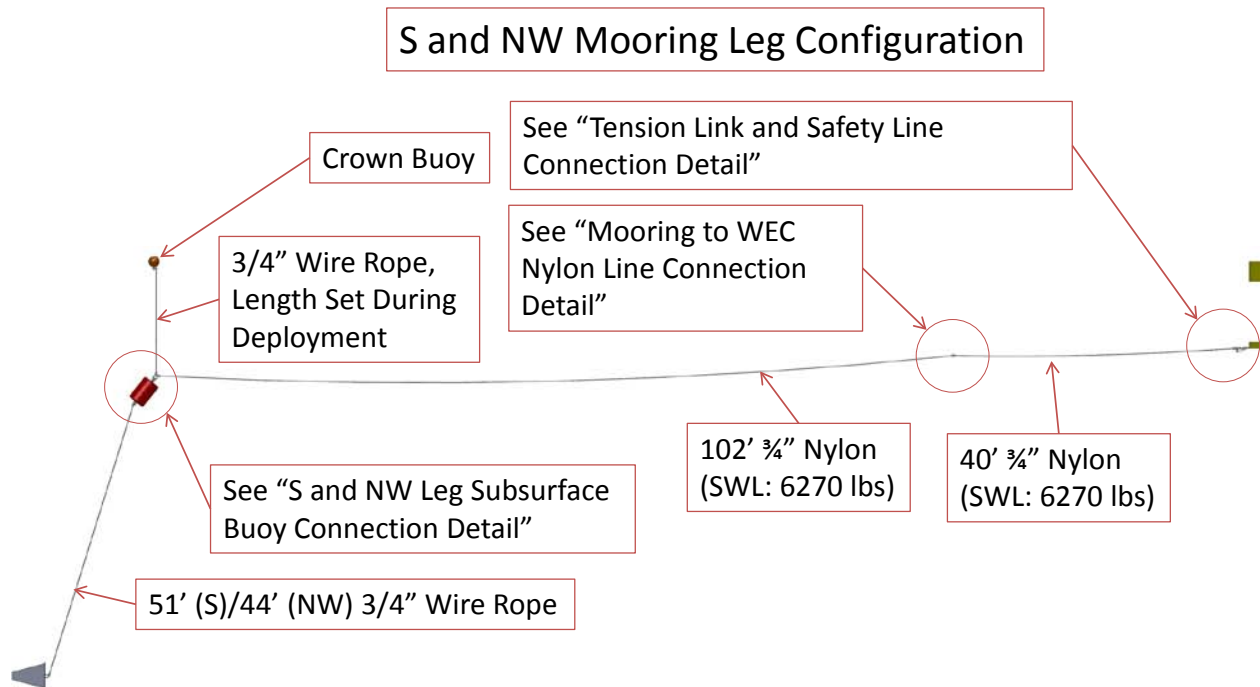 S and NW Mooring Leg Configuration
See “Tension Link and Safety Line
Connection Detail”
Crown Buoy
See “Mooring to WEC
Nylon Line Connection
Detail”
3/4” Wire Rope,
Length Set During
Deployment
102’ ¾” Nylon
(SWL: 6270 lbs)
40’ ¾” Nylon
(SWL: 6270 lbs)
See “S and NW Leg Subsurface
Buoy Connection Detail”
51’ (S)/44’ (NW) 3/4” Wire Rope